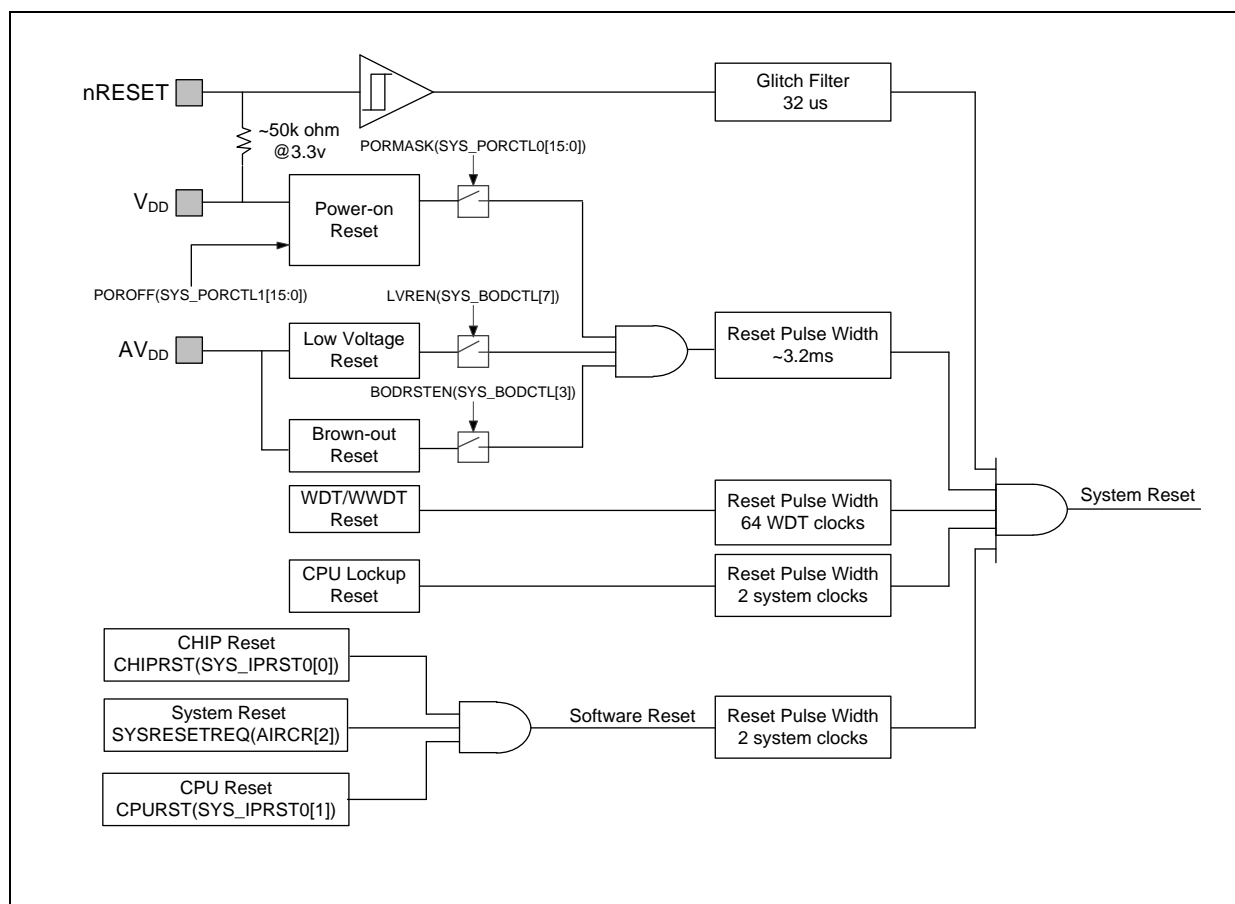 nRESET
Glitch Filter
32 us
~50k ohm
@3.3v
PORMASK(SYS_PORCTL0[15:0])
VDD
Power-on
Reset
POROFF(SYS_PORCTL1[15:0])
LVREN(SYS_BODCTL[7])
AVDD
Low Voltage
Reset
Reset Pulse Width
~3.2ms
BODRSTEN(SYS_BODCTL[3])
Brown-out
Reset
WDT/WWDT
Reset
Reset Pulse Width
64 WDT clocks
System Reset
CPU Lockup
Reset
Reset Pulse Width
2 system clocks
CHIP Reset
CHIPRST(SYS_IPRST0[0])
System Reset
SYSRESETREQ(AIRCR[2])
Software Reset
Reset Pulse Width
2 system clocks
CPU Reset
CPURST(SYS_IPRST0[1])